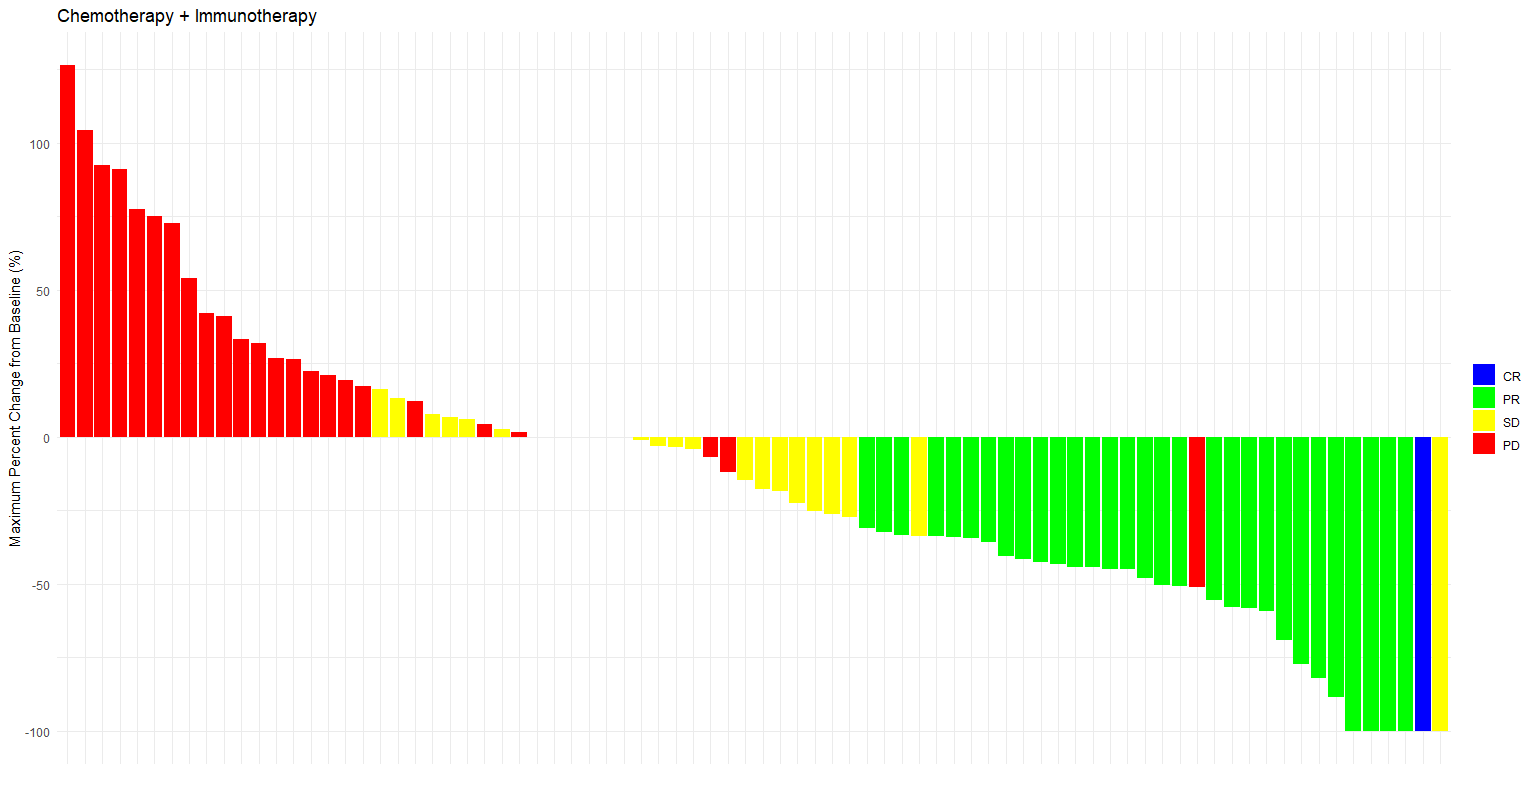 Chemotherapy + Immunotherapy
Maximum Percent Change from Baseline (%)
100
50
0
-50
-100
CR
PR
SD
PD